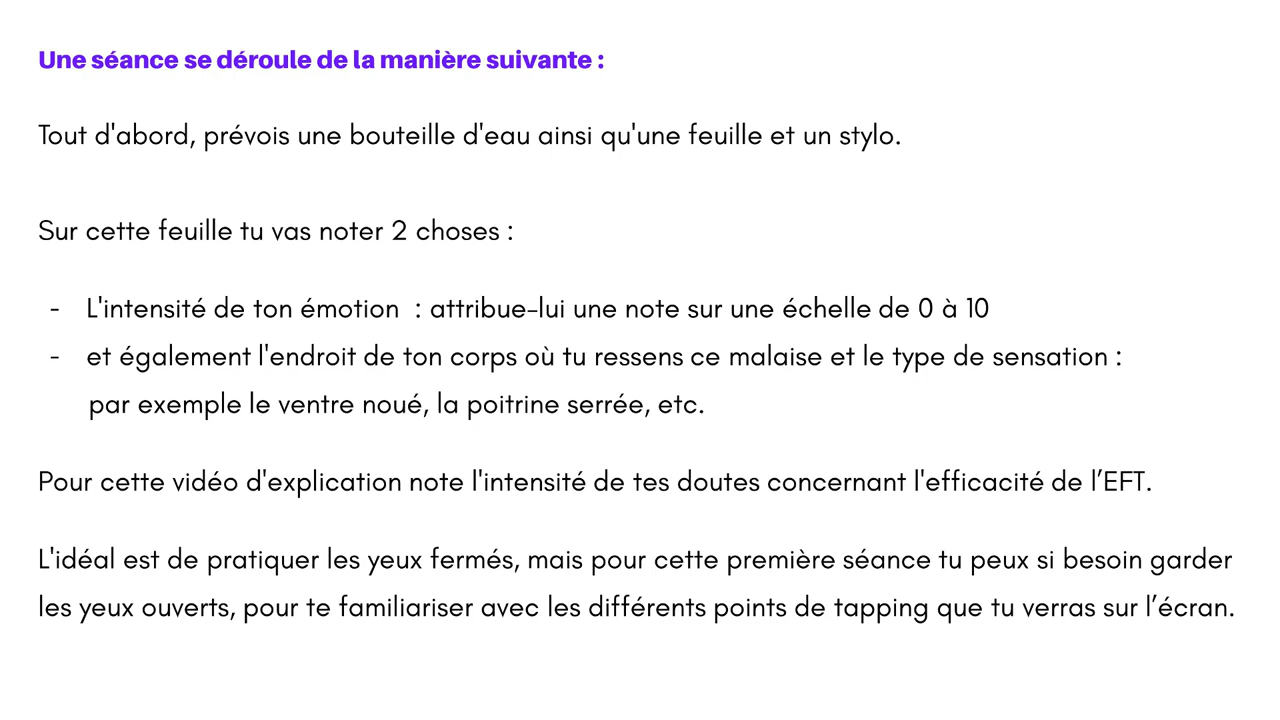 Une séance se déroule de la manière suivante :
Tout d'abord, prévois une bouteille d'eau ainsi qu'une feuille et un stylo.
Sur cette feuille tu vas noter 2 choses :
- L'intensité de ton émotion : attribue-lui une note sur une échelle de 0 à 10
- et également l'endroit de ton corps où tu ressens ce malaise et le type de sensation :
par exemple le ventre noué, la poitrine serrée, etc.
Pour cette vidéo d'explication note l'intensité de tes doutes concernant l'efficacité de l’EFT.
L'idéal est de pratiquer les yeux fermés, mais pour cette première séance tu peux si besoin garder
les yeux ouverts, pour te familiariser avec les différents points de tapping que tu verras sur l’écran.